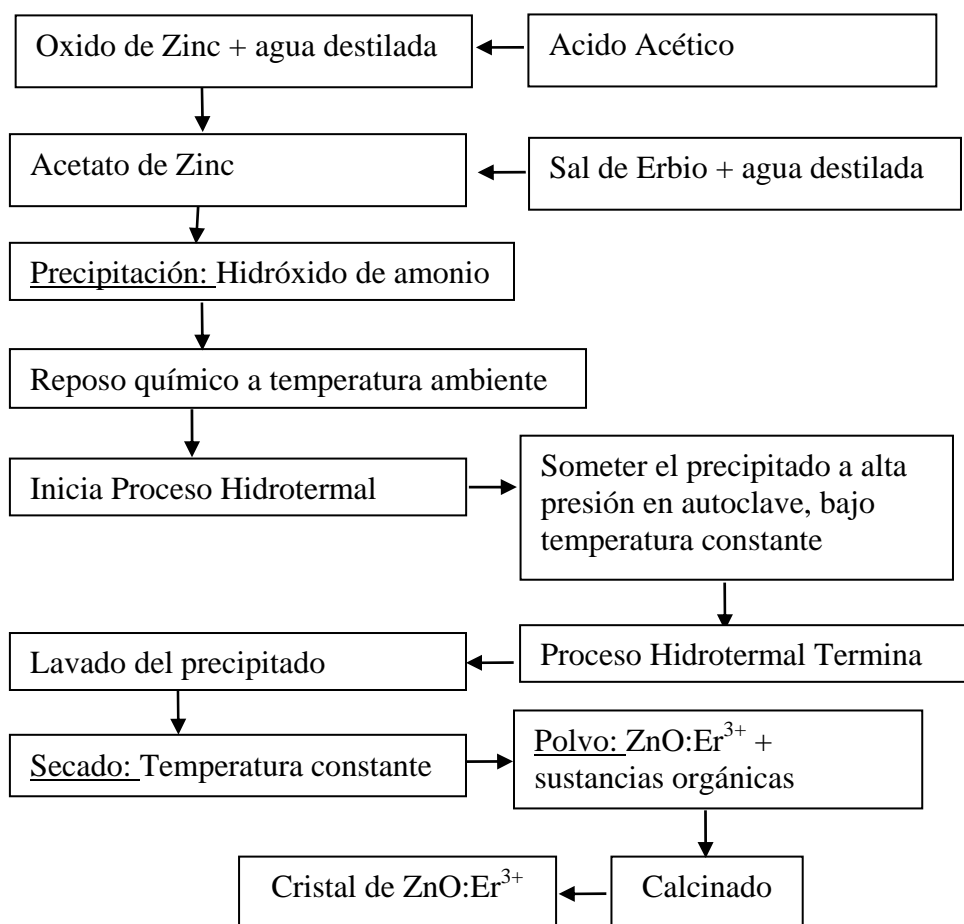 Oxido de Zinc + agua destilada
Acido Acético
Acetato de Zinc
Sal de Erbio + agua destilada
Precipitación: Hidróxido de amonio
Reposo químico a temperatura ambiente
Inicia Proceso Hidrotermal
Someter el precipitado a alta
presión en autoclave, bajo
temperatura constante
Proceso Hidrotermal Termina
Lavado del precipitado
Secado: Temperatura constante
Polvo: ZnO:Er³⁺ +
sustancias orgánicas
Calcinado
Cristal de ZnO:Er³⁺